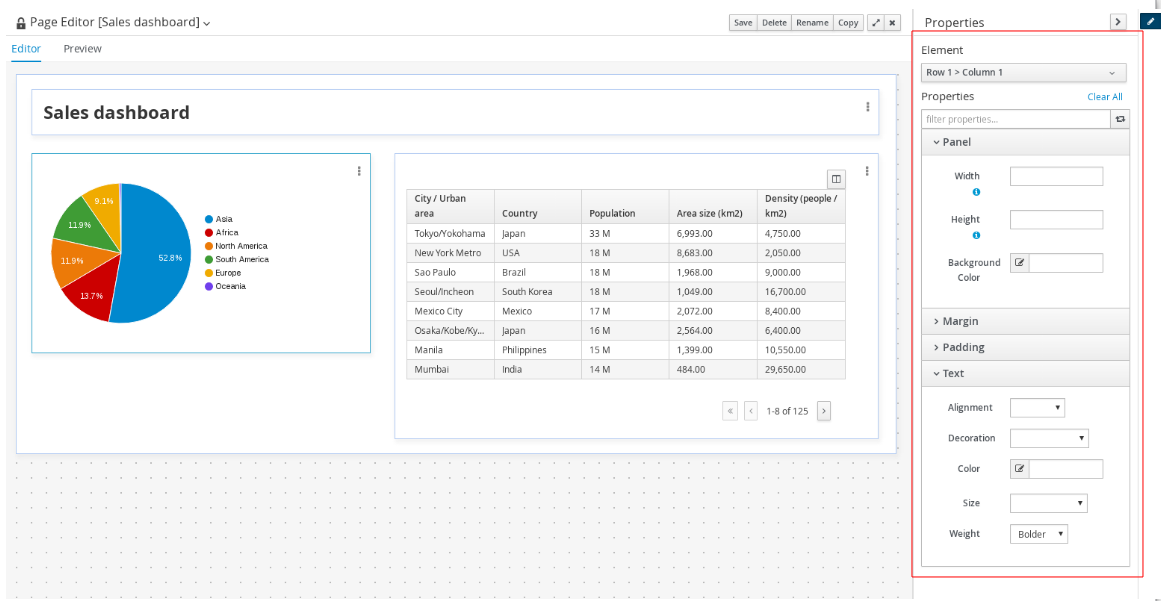 Page Editor [Sales dashboard]
Save Delete Rename Copy
Properties
Editor Preview
Sales dashboard
9.1%
11.9%
11.9%
13.7%
52.8%
Asia
Africa
North America
South America
Europe
Oceania
City / Urban area Country Population Area size (km2) Density (people / km2)
Tokyo/Yokohama Japan 33 M 6,993.00 4,750.00
New York Metro USA 18 M 8,683.00 2,050.00
Sao Paulo Brazil 18 M 1,968.00 9,000.00
Seoul/Incheon South Korea 18 M 1,049.00 16,700.00
Mexico City Mexico 17 M 2,072.00 8,400.00
Osaka/Kobe/Ky... Japan 16 M 2,564.00 6,400.00
Manila Philippines 15 M 1,399.00 10,550.00
Mumbai India 14 M 484.00 29,650.00
1-8 of 125
Element
Row 1 > Column 1
Properties Clear All
filter properties...
Panel
Width
Height
Background
Color
Margin
Padding
Text
Alignment
Decoration
Color
Size
Weight Bolder